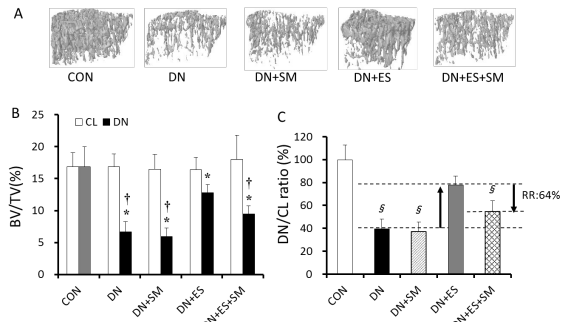 A
CON DN DN+SM DN+ES DN+ES+SM
B
CL DN
BV/TV(%)
25
20
15
10
5
0
†
*
†
*
*
†
*
CON DN DN+SM DN+ES DN+ES+SM
C
DN/CL ratio (%)
120
100
80
60
40
20
0
§ § §
RR:64%
CON DN DN+SM DN+ES DN+ES+SM